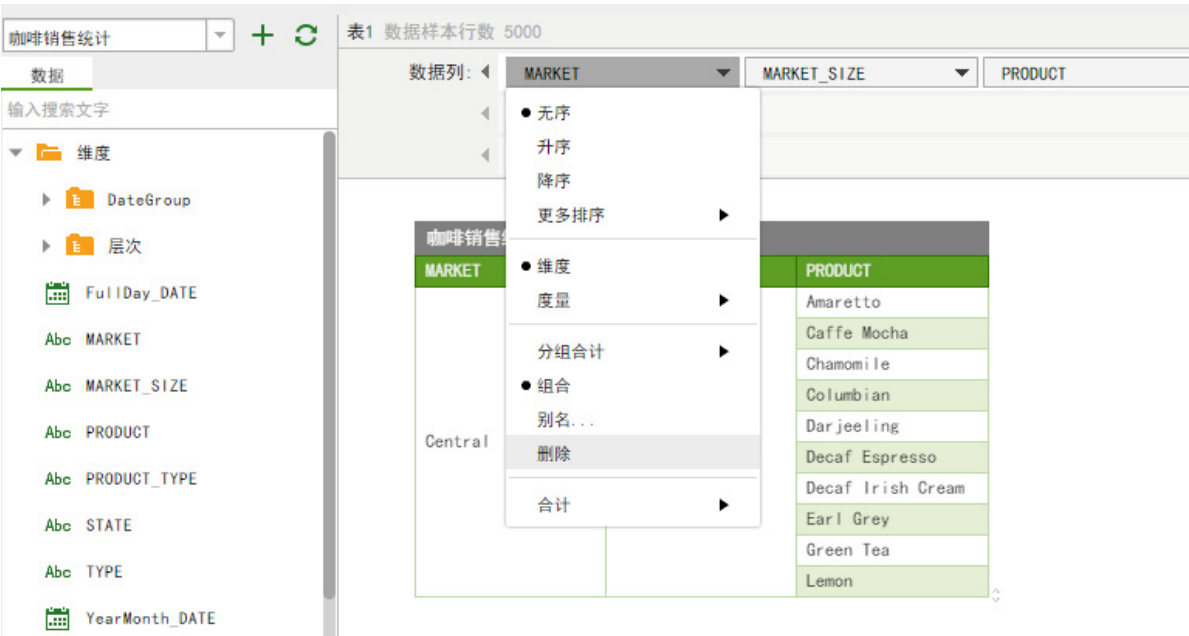 咖啡销售统计
数据
输入搜索文字
维度
DateGroup
层次
FullDay_DATE
Abc MARKET
Abc MARKET_SIZE
Abc PRODUCT
Abc PRODUCT_TYPE
Abc STATE
Abc TYPE
YearMonth_DATE
表1 数据样本行数 5000
数据列: MARKET MARKET_SIZE PRODUCT
无序
升序
降序
更多排序
维度
度量
分组合计
组合
别名...
删除
合计
咖啡销售
MARKET PRODUCT
Central
Amaretto
Caffe Mocha
Chamomile
Columbian
Darjeeling
Decaf Espresso
Decaf Irish Cream
Earl Grey
Green Tea
Lemon